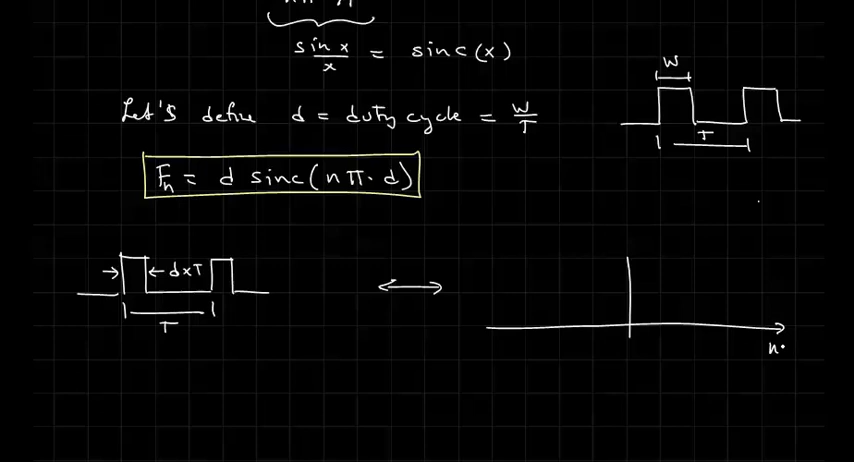 sin x / x = sinc(x)
W
Let's define d = duty cycle = W/T
T
Fn = d sinc(nπ·d)
d×T
T
n